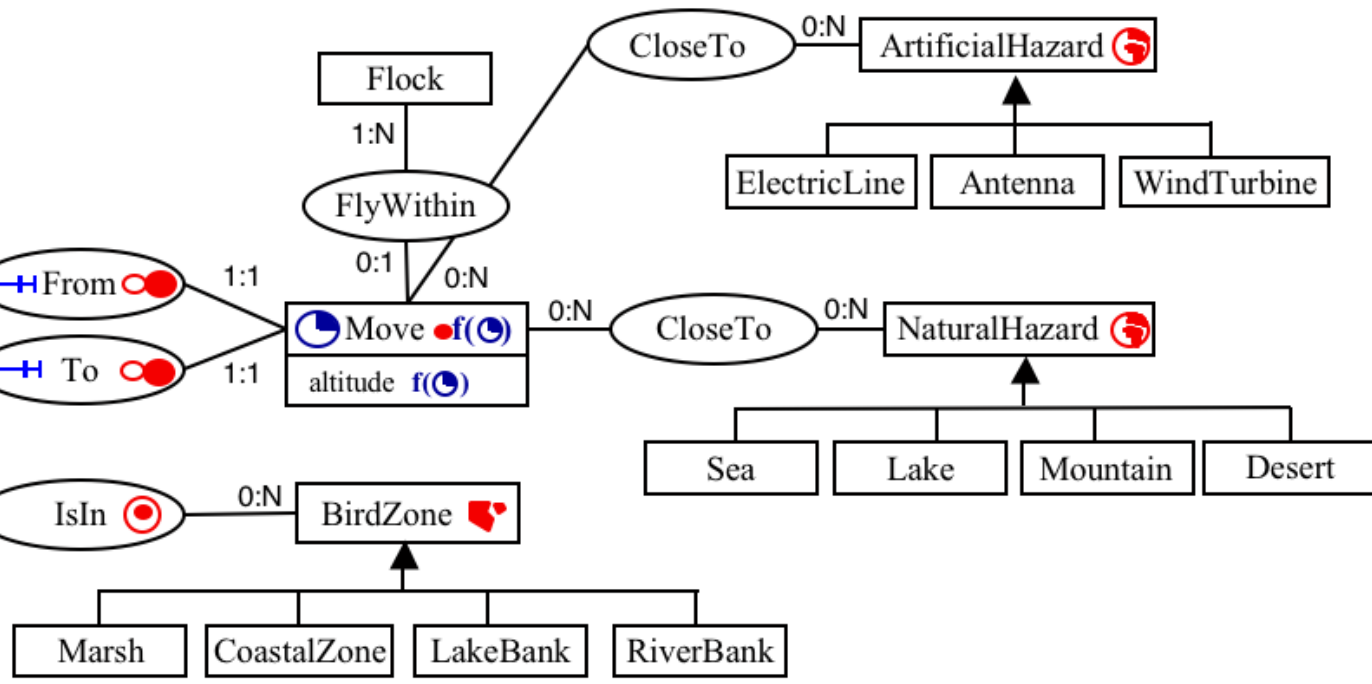 CloseTo
0:N
ArtificialHazard
Flock
1:N
ElectricLine
Antenna
WindTurbine
FlyWithin
0:1
0:N
From
1:1
To
1:1
Move f( )
altitude f( )
0:N
CloseTo
0:N
NaturalHazard
Sea
Lake
Mountain
Desert
IsIn
0:N
BirdZone
Marsh
CoastalZone
LakeBank
RiverBank